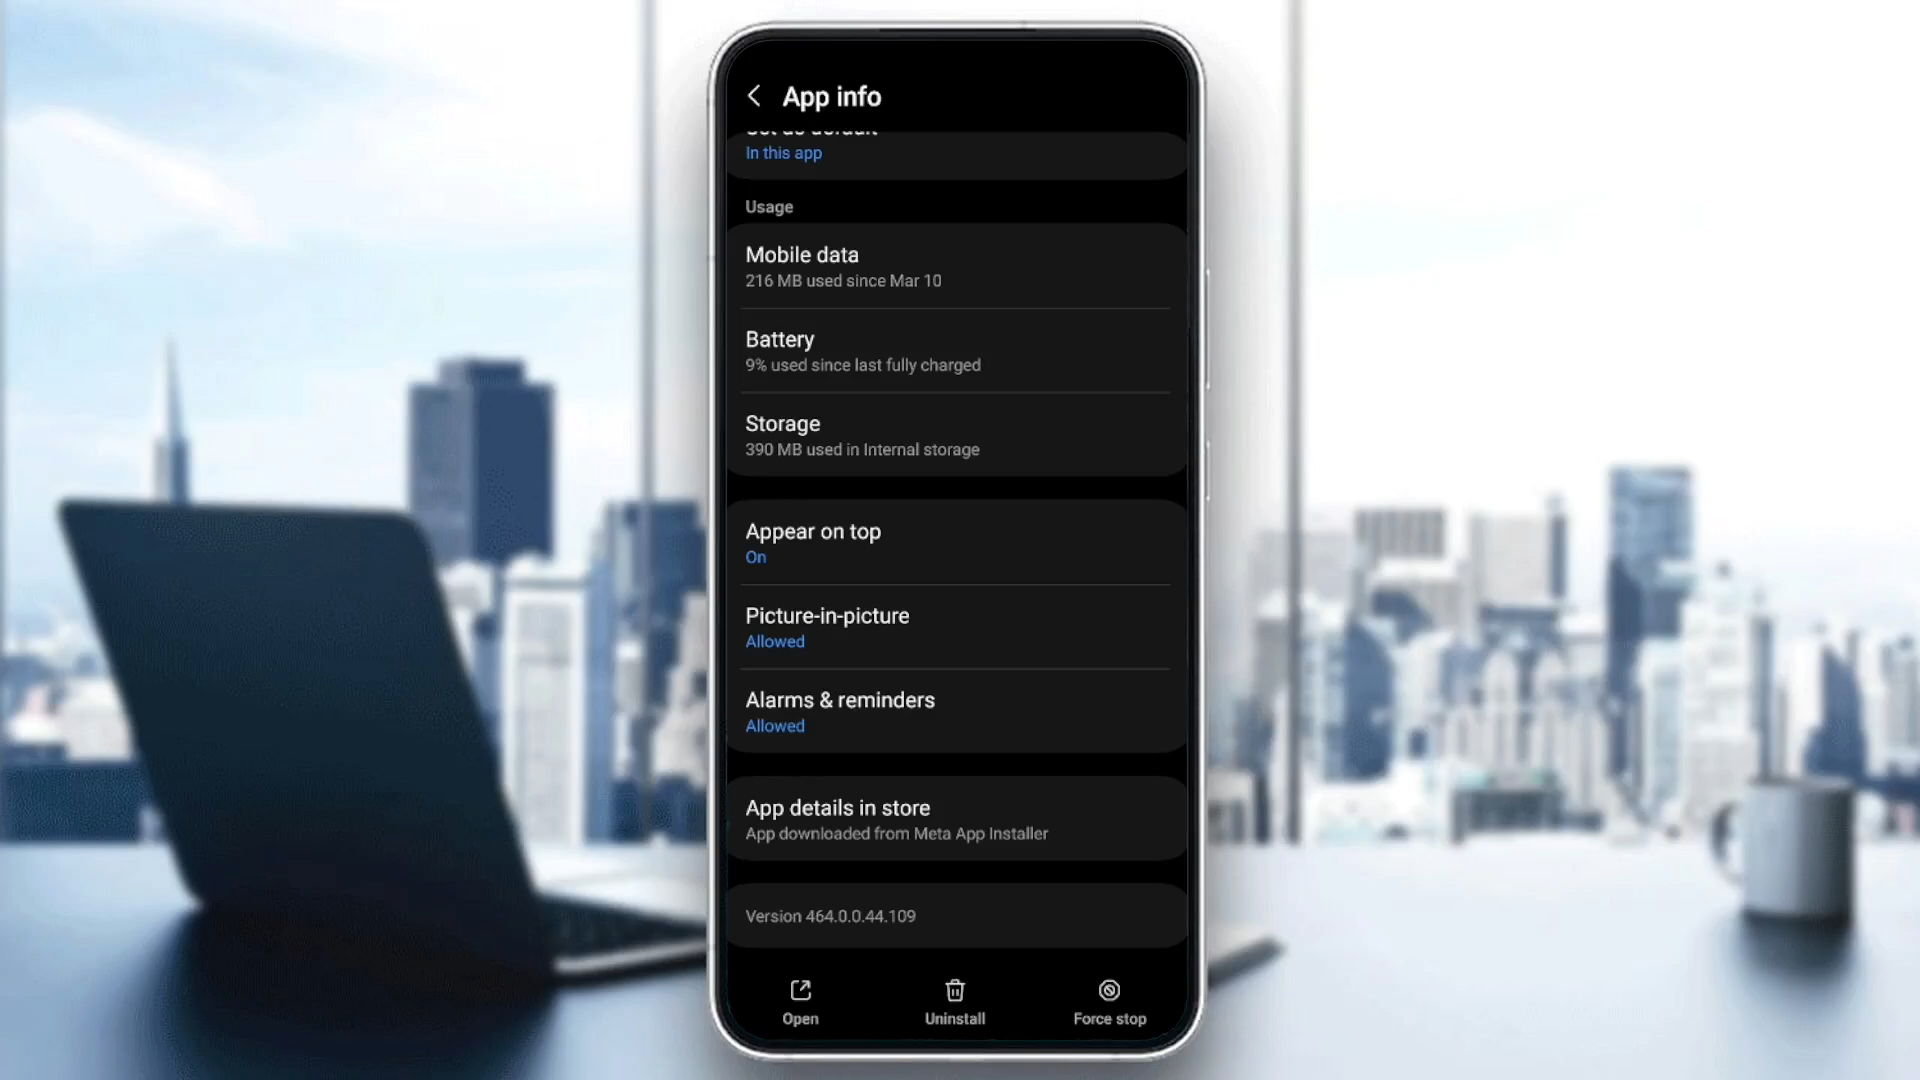 App info
In this app
Usage
Mobile data
216 MB used since Mar 10
Battery
9% used since last fully charged
Storage
390 MB used in Internal storage
Appear on top
On
Picture-in-picture
Allowed
Alarms & reminders
Allowed
App details in store
App downloaded from Meta App Installer
Version 464.0.0.44.109
Open
Uninstall
Force stop